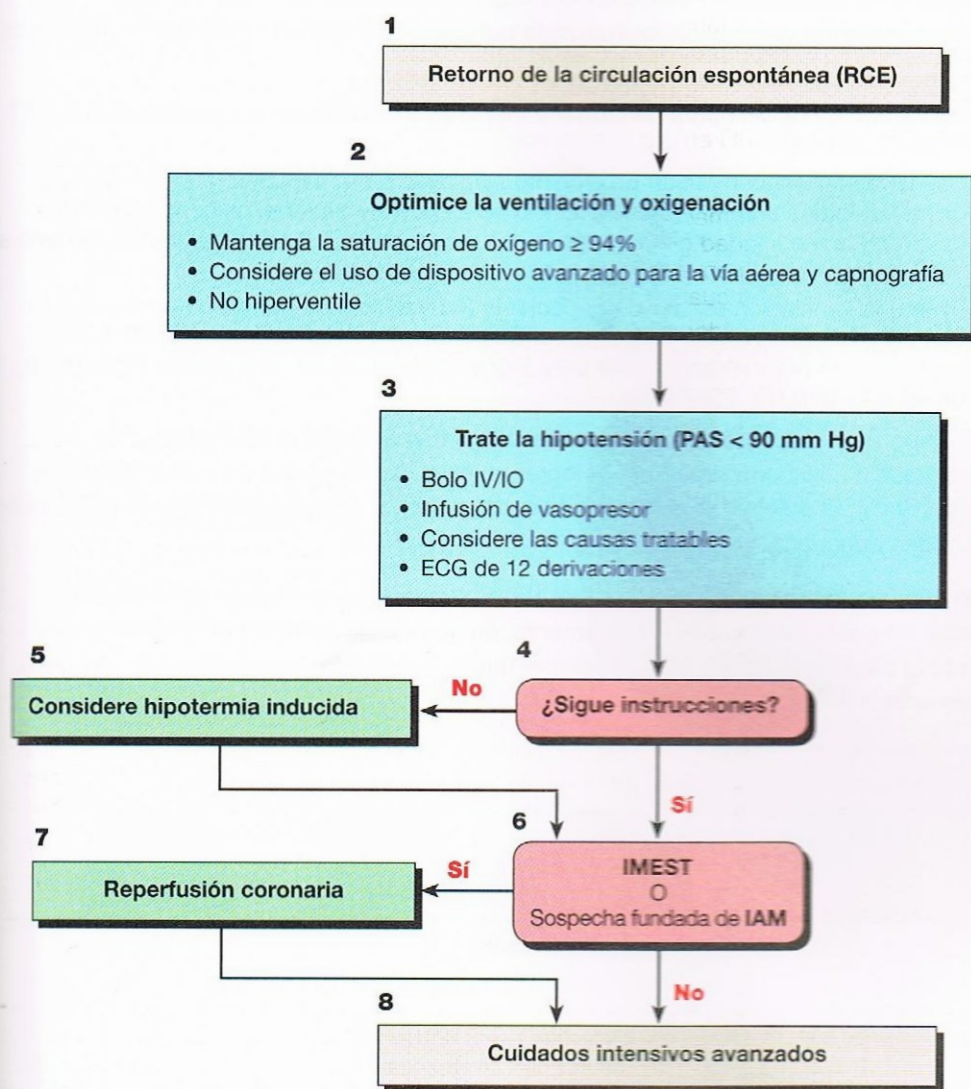 1
Retorno de la circulación espontánea (RCE)
2
Optimice la ventilación y oxigenación
• Mantenga la saturación de oxígeno ≥ 94%
• Considere el uso de dispositivo avanzado para la vía aérea y capnografía
• No hiperventile
3
Trate la hipotensión (PAS < 90 mm Hg)
• Bolo IV/IO
• Infusión de vasopresor
• Considere las causas tratables
• ECG de 12 derivaciones
4
¿Sigue instrucciones?
No
5
Considere hipotermia inducida
Sí
6
IMEST
O
Sospecha fundada de IAM
Sí
7
Reperfusión coronaria
No
8
Cuidados intensivos avanzados